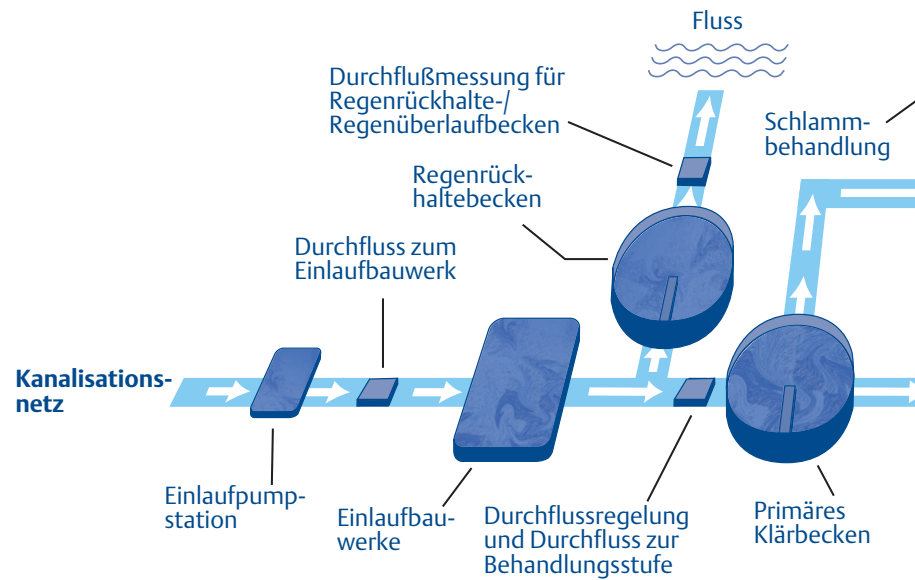 Fluss
Durchflußmessung für
Regenrückhalte-/
Regenüberlaufbecken
Schlamm-
behandlung
Regenrück-
haltebecken
Durchfluss zum
Einlaufbauwerk
Kanalisations-
netz
Einlaufpump-
station
Einlaufbau-
werke
Durchflussregelung
und Durchfluss zur
Behandlungsstufe
Primäres
Klärbecken